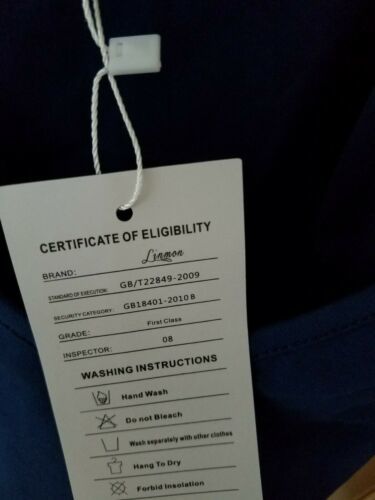 CERTIFICATE OF ELIGIBILITY
BRAND: Linmon
STANDARD OF EXECUTION: GB/T22849-2009
SECURITY CATEGORY: GB18401-2010 B
GRADE: First Class
INSPECTOR: 08
WASHING INSTRUCTIONS
Hand Wash
Do not Bleach
Wash separately with other clothes
Hang To Dry
Forbid Insolation